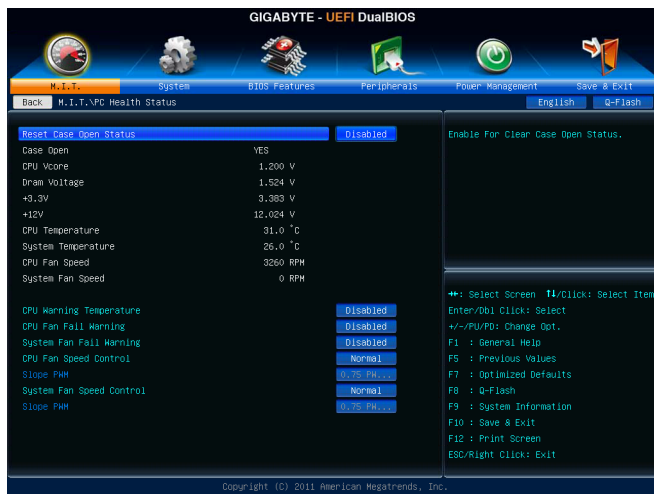 GIGABYTE - UEFI DualBIOS
M.I.T. System BIOS Features Peripherals Power Management Save & Exit
Back M.I.T.\PC Health Status English Q-Flash
Reset Case Open Status Disabled
Case Open YES
CPU Vcore 1.200 V
Dram Voltage 1.524 V
+3.3V 3.383 V
+12V 12.024 V
CPU Temperature 31.0 °C
System Temperature 26.0 °C
CPU Fan Speed 3260 RPM
System Fan Speed 0 RPM
CPU Warning Temperature Disabled
CPU Fan Fail Warning Disabled
System Fan Fail Warning Disabled
CPU Fan Speed Control Normal
Slope PWM 0.75 PW...
System Fan Speed Control Normal
Slope PWM 0.75 PW...
Enable For Clear Case Open Status.
→←: Select Screen ↑↓/Click: Select Item
Enter/Dbl Click: Select
+/-/PU/PD: Change Opt.
F1 : General Help
F5 : Previous Values
F7 : Optimized Defaults
F8 : Q-Flash
F9 : System Information
F10 : Save & Exit
F12 : Print Screen
ESC/Right Click: Exit
Copyright (C) 2011 American Megatrends, Inc.